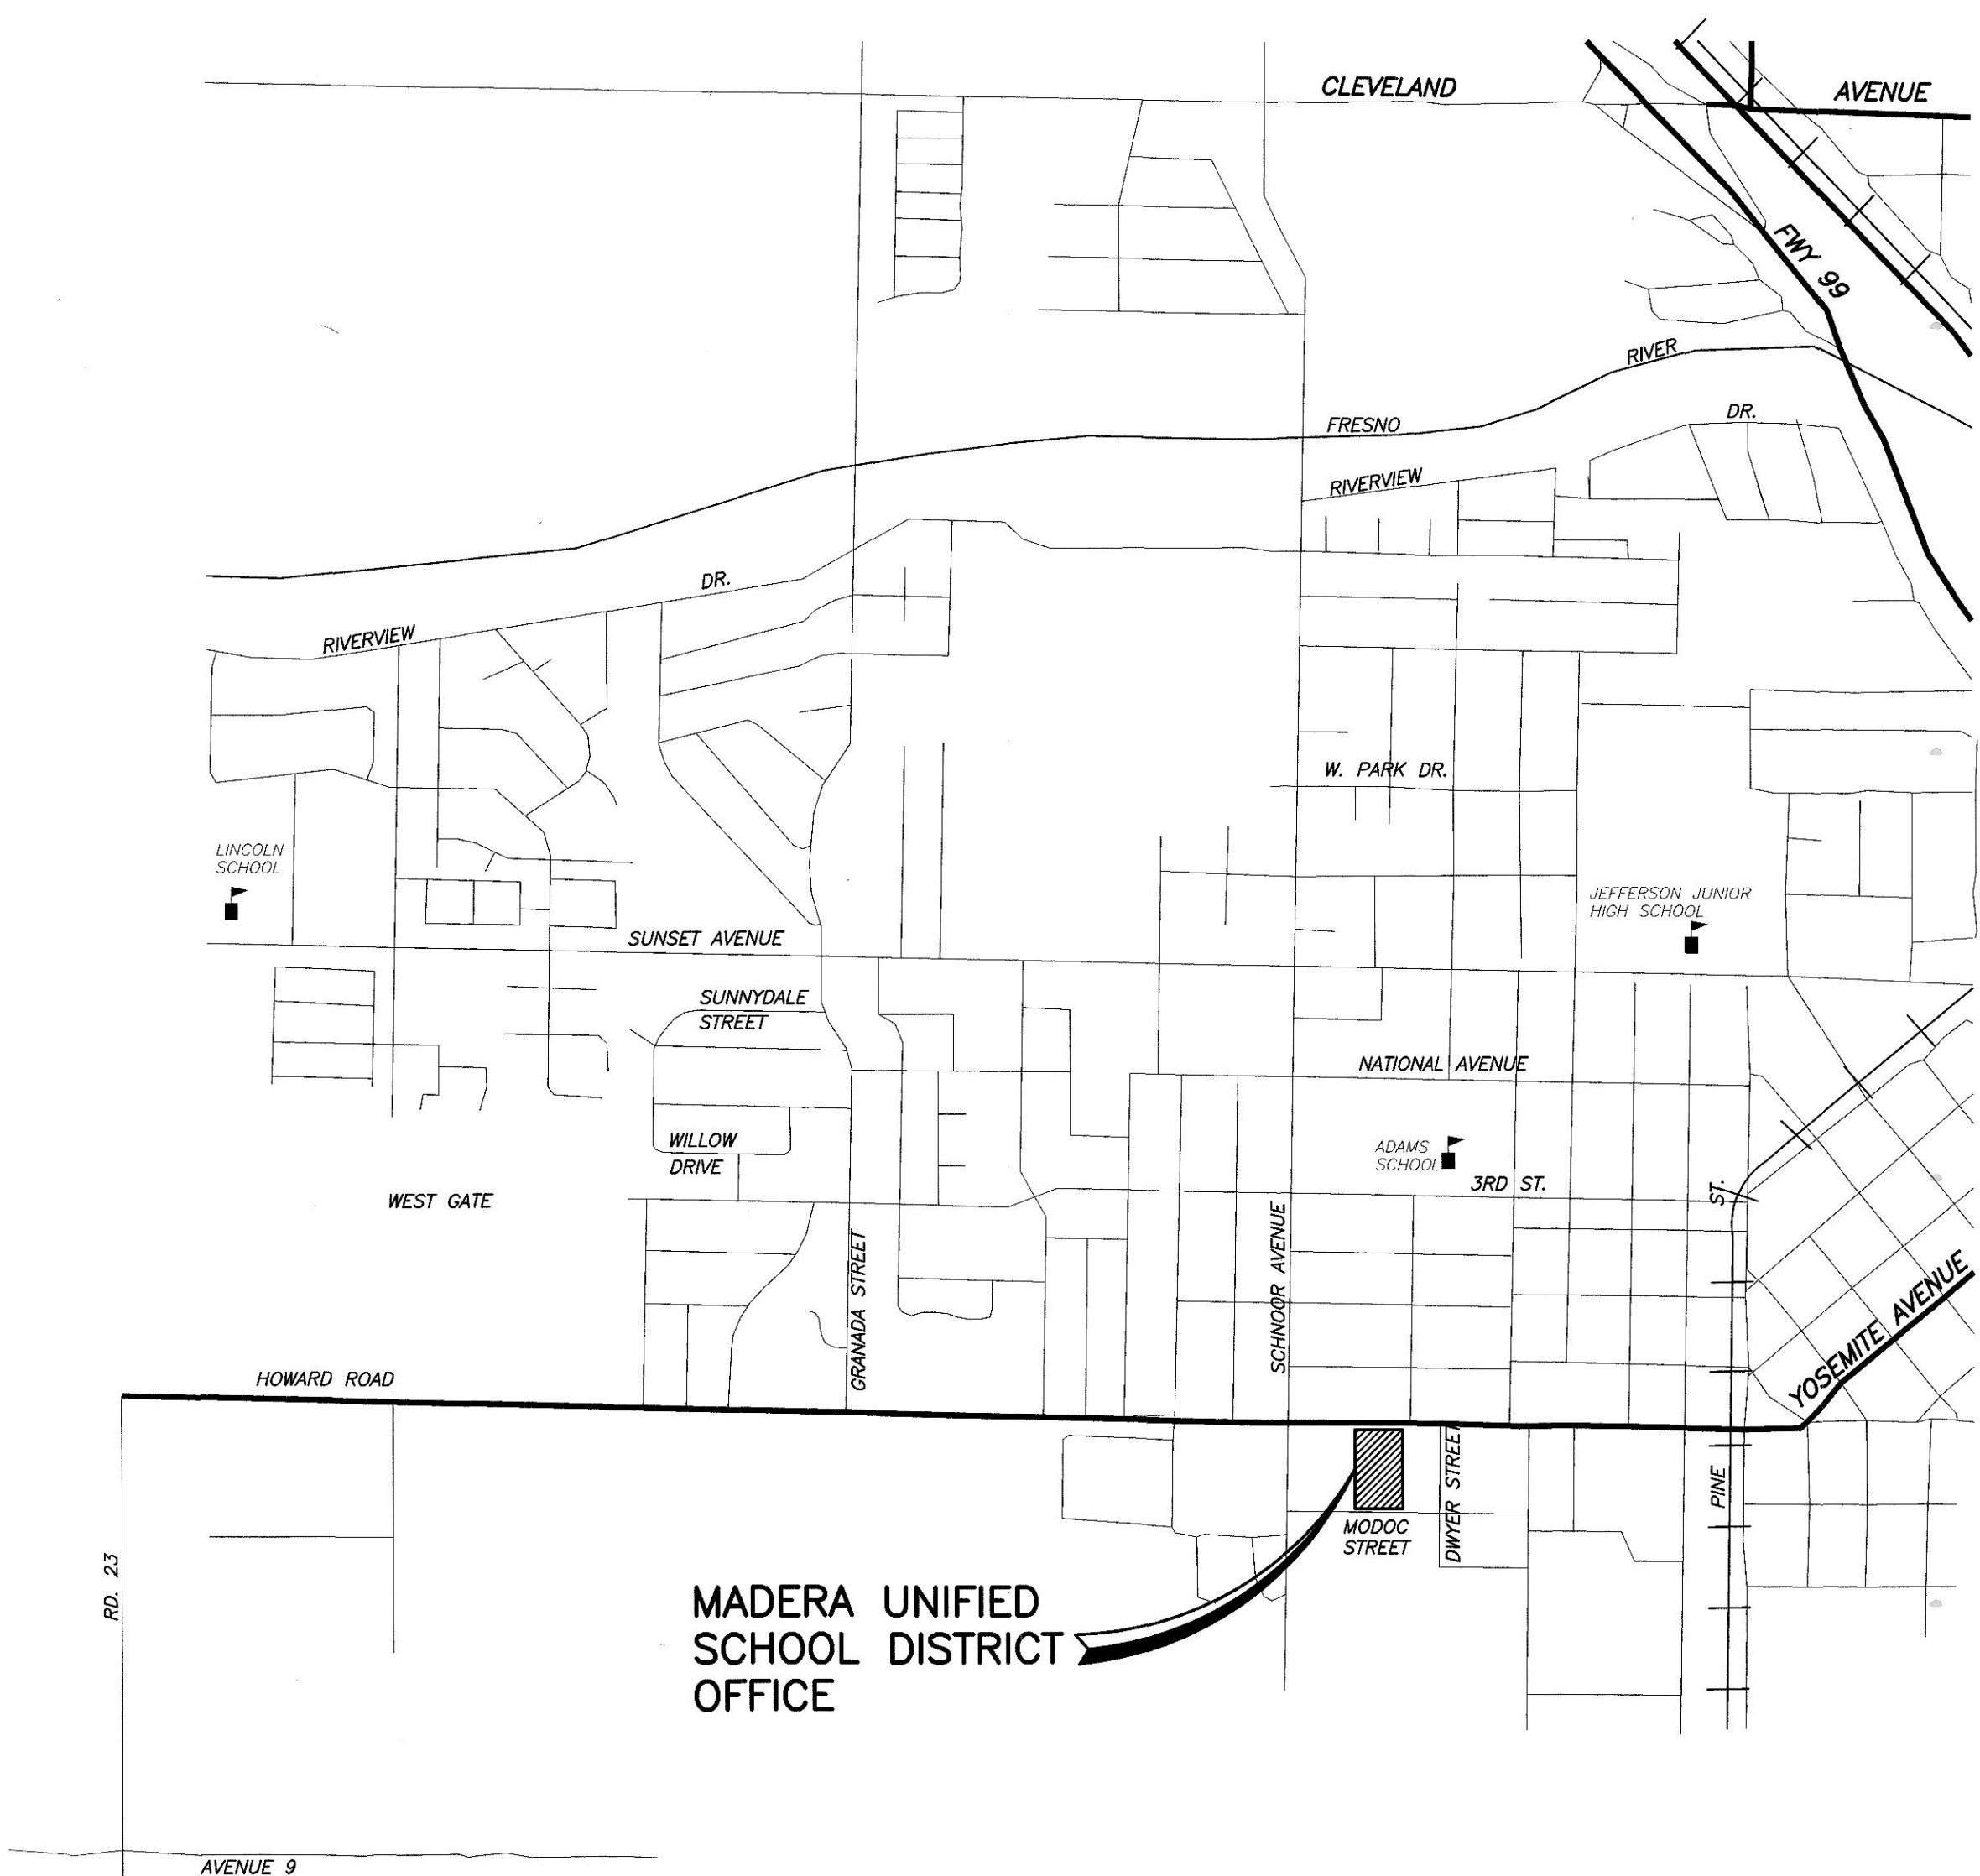 CLEVELAND
AVENUE
FWY 99
RIVER
FRESNO
DR.
RIVERVIEW
DR.
RIVERVIEW
W. PARK DR.
LINCOLN
SCHOOL
JEFFERSON JUNIOR
HIGH SCHOOL
SUNSET AVENUE
SUNNYDALE
STREET
NATIONAL AVENUE
WILLOW
DRIVE
ADAMS
SCHOOL
3RD ST.
ST.
WEST GATE
GRANADA STREET
SCHNOOR AVENUE
YOSEMITE AVENUE
HOWARD ROAD
PINE
DWYER STREET
MODOC
STREET
RD. 23
MADERA UNIFIED
SCHOOL DISTRICT
OFFICE
AVENUE 9